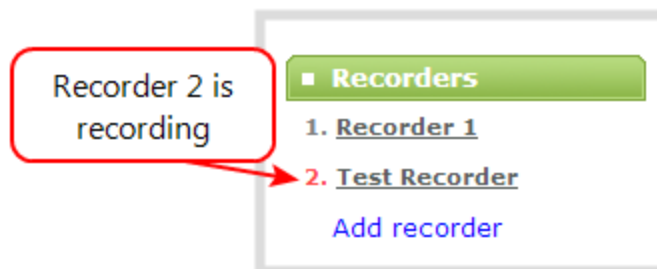 Recorder 2 is
recording
Recorders
1. Recorder 1
2. Test Recorder
Add recorder